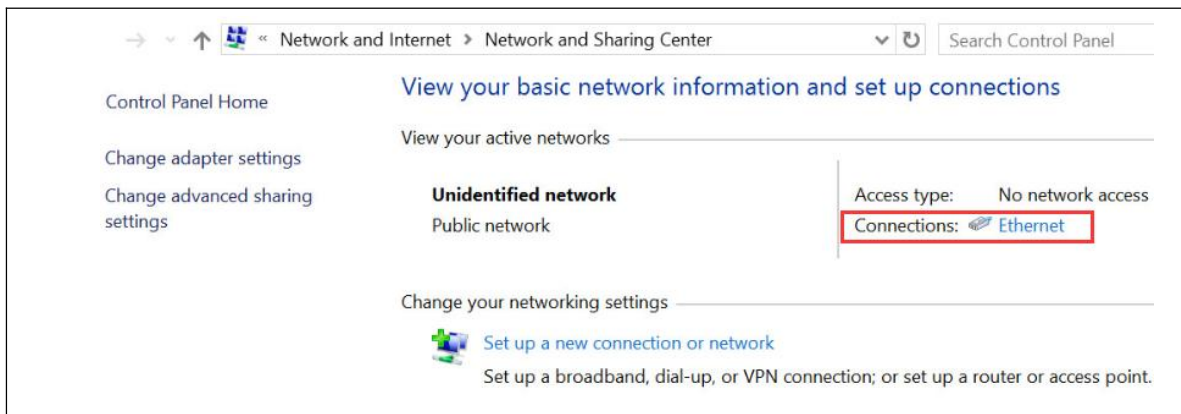 « Network and Internet > Network and Sharing Center
Search Control Panel
Control Panel Home
Change adapter settings
Change advanced sharing
settings
View your basic network information and set up connections
View your active networks
Unidentified network
Public network
Access type: No network access
Connections: Ethernet
Change your networking settings
Set up a new connection or network
Set up a broadband, dial-up, or VPN connection; or set up a router or access point.